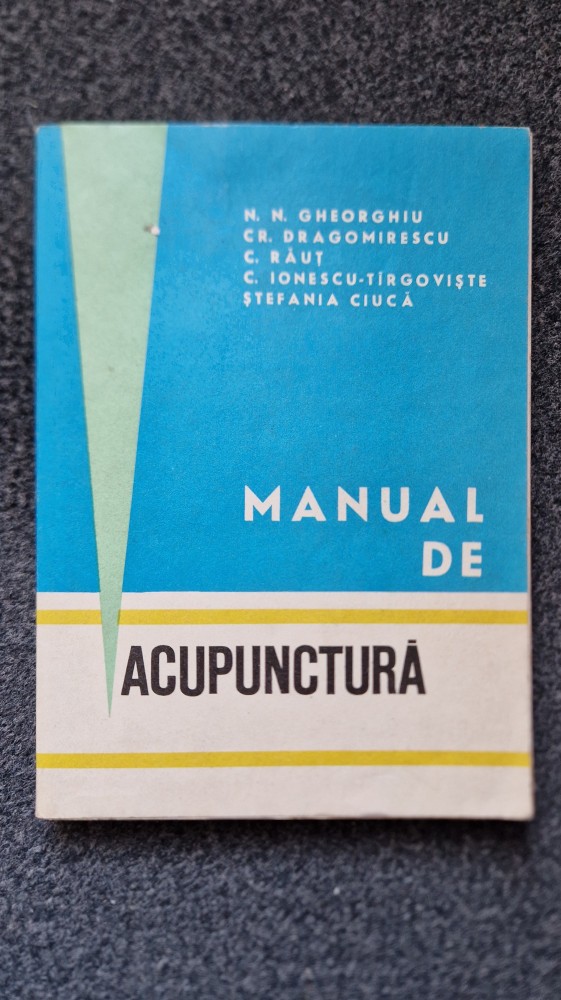 N. N. GHEORGHIU
CR. DRAGOMIRESCU
C. RĂUȚ
C. IONESCU-TÎRGOVIȘTE
ȘTEFANIA CIUCĂ
MANUAL
DE
ACUPUNCTURĂ